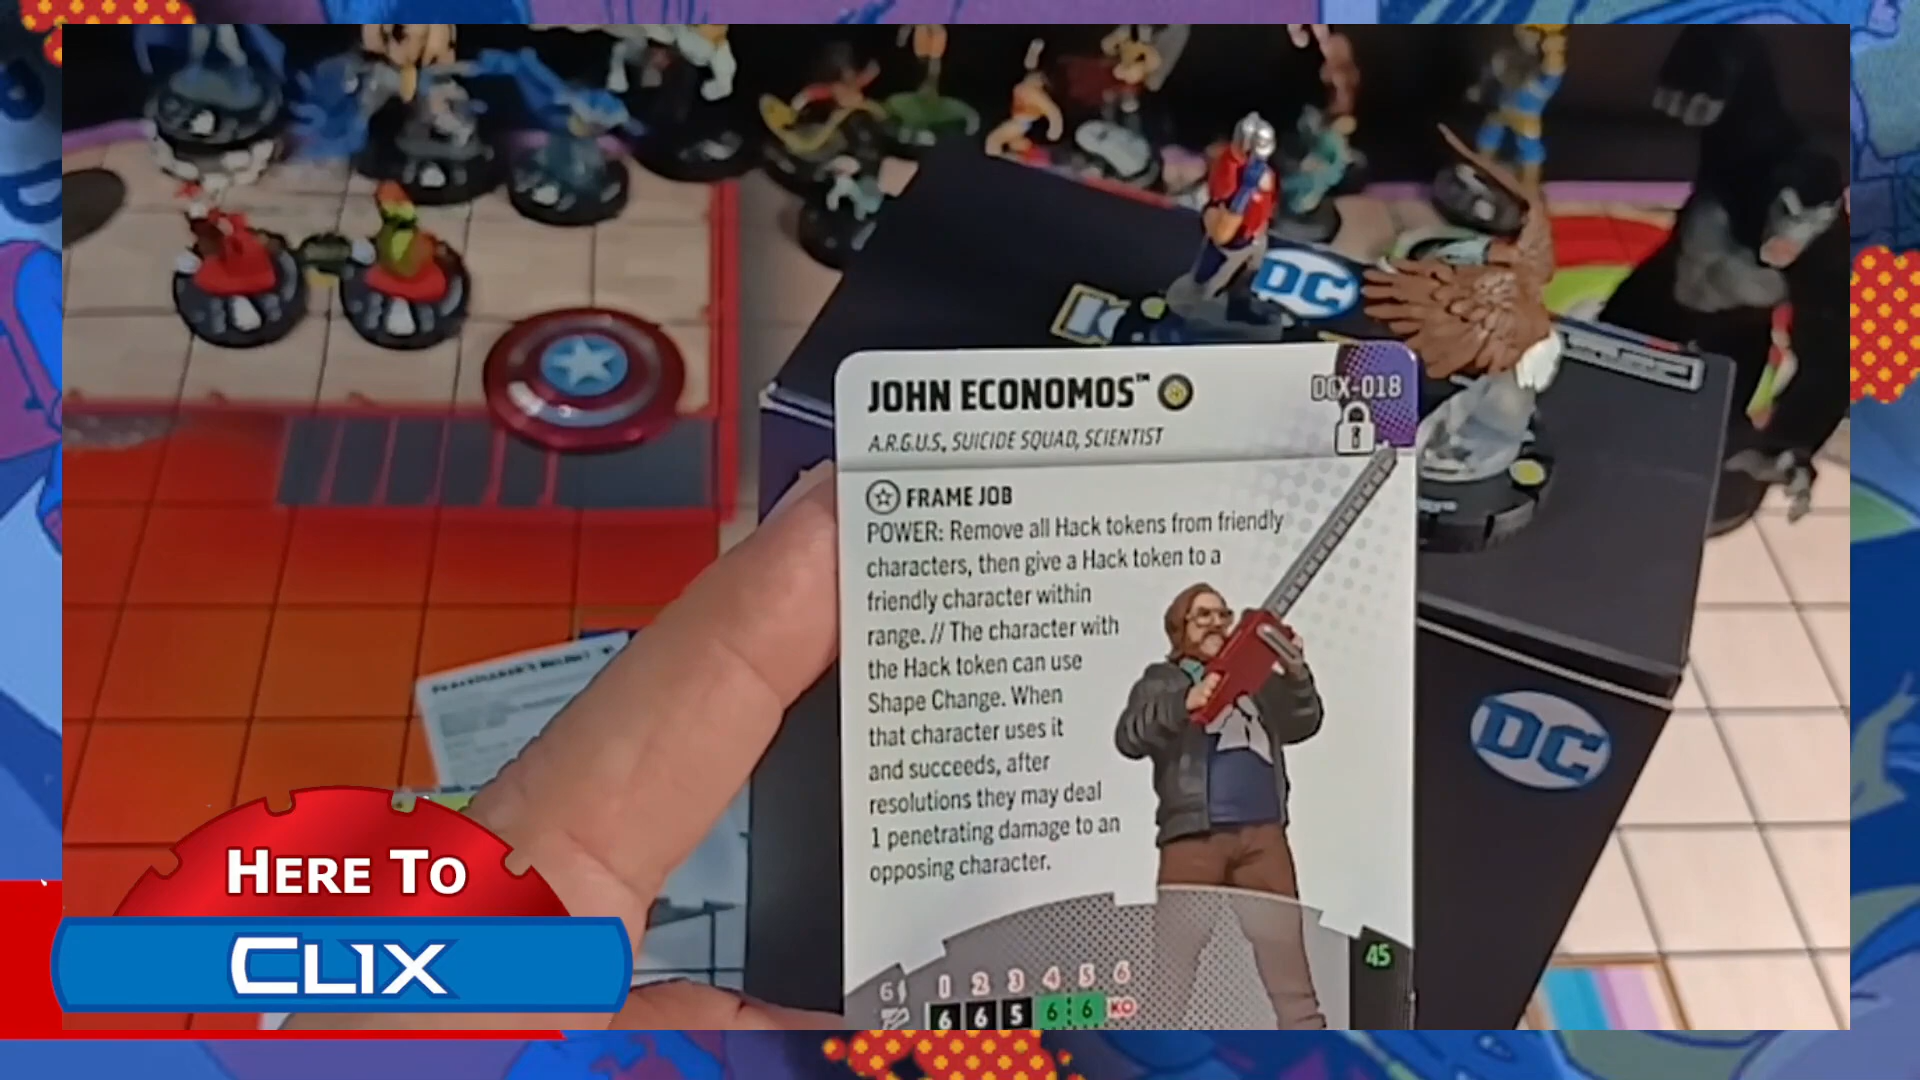 JOHN ECONOMOS™
DCX-018
A.R.G.U.S., SUICIDE SQUAD, SCIENTIST
FRAME JOB
POWER: Remove all Hack tokens from friendly
characters, then give a Hack token to a
friendly character within
range. // The character with
the Hack token can use
Shape Change. When
that character uses it
and succeeds, after
resolutions they may deal
1 penetrating damage to an
opposing character.
45
6 0 2 3 4 5 6
6 6 5 6 6 KO
DC
DC
HERE TO
CLIX